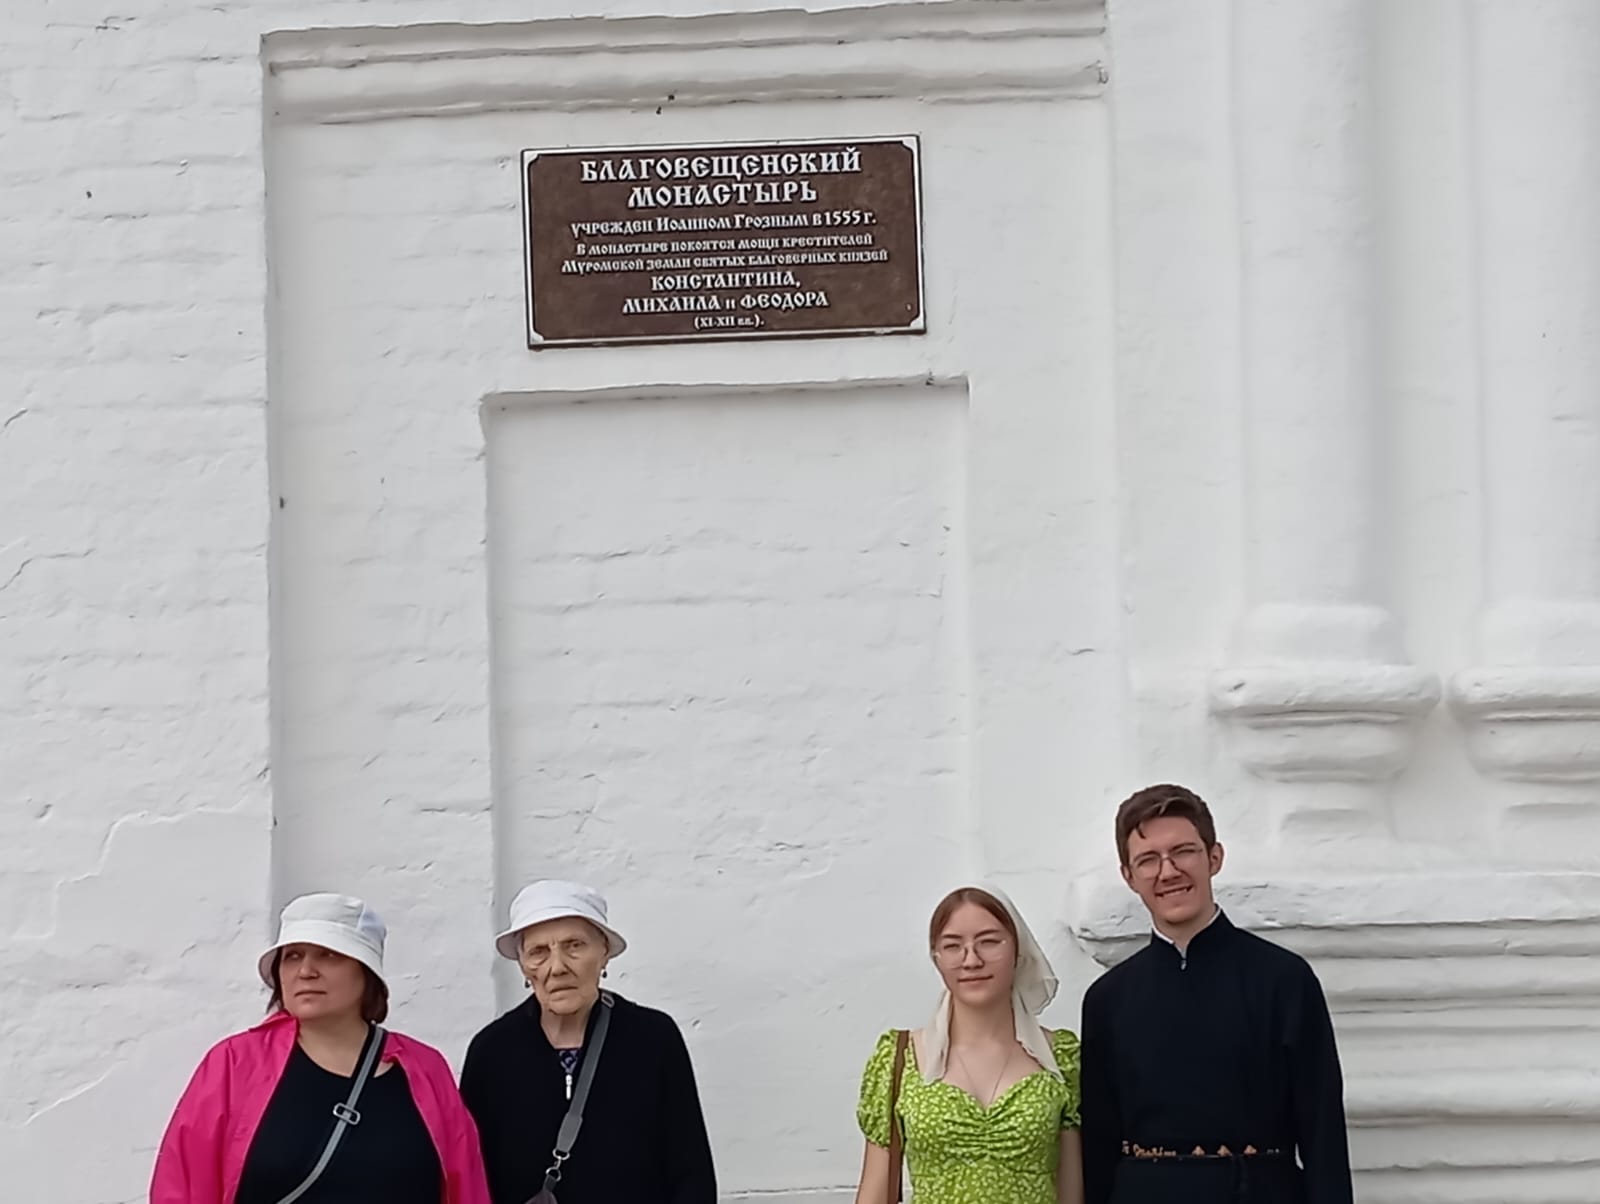 БЛАГОВЕЩЕНСКИЙ
МОНАСТЫРЬ
УЧРЕЖДЕН ИОАННОМ ГРОЗНЫМ В 1555 Г.
В МОНАСТЫРЕ ПОКОЯТСЯ МОЩИ КРЕСТИТЕЛЕЙ
МУРОМСКОЙ ЗЕМЛИ СВЯТЫХ БЛАГОВЕРНЫХ КНЯЗЕЙ
КОНСТАНТИНА,
МИХАИЛА И ФЕОДОРА
(XI-XII ВВ.).